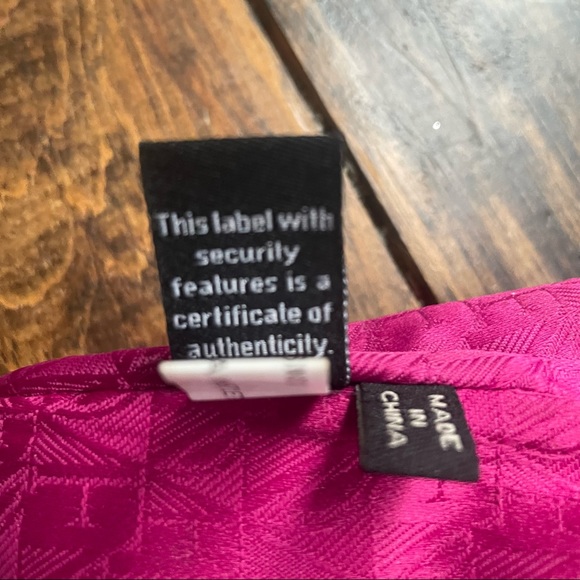 This label with
security
features is a
certificate of
authenticity.
MADE
IN
CHINA